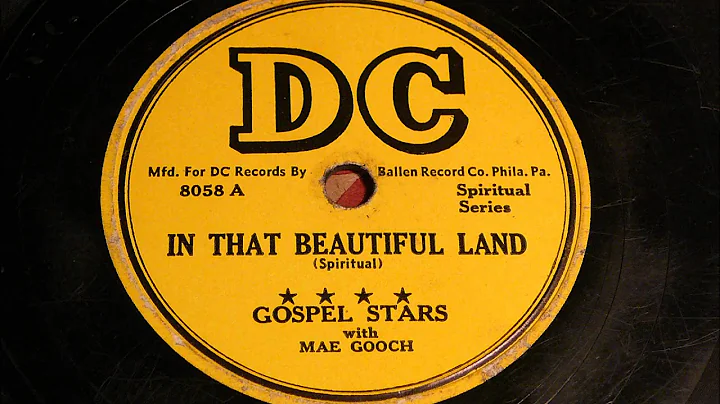 DC
Mfd. For DC Records By Ballen Record Co. Phila. Pa.
8058 A Spiritual
Series
IN THAT BEAUTIFUL LAND
(Spiritual)
★ ★ ★ ★
GOSPEL STARS
with
MAE GOOCH